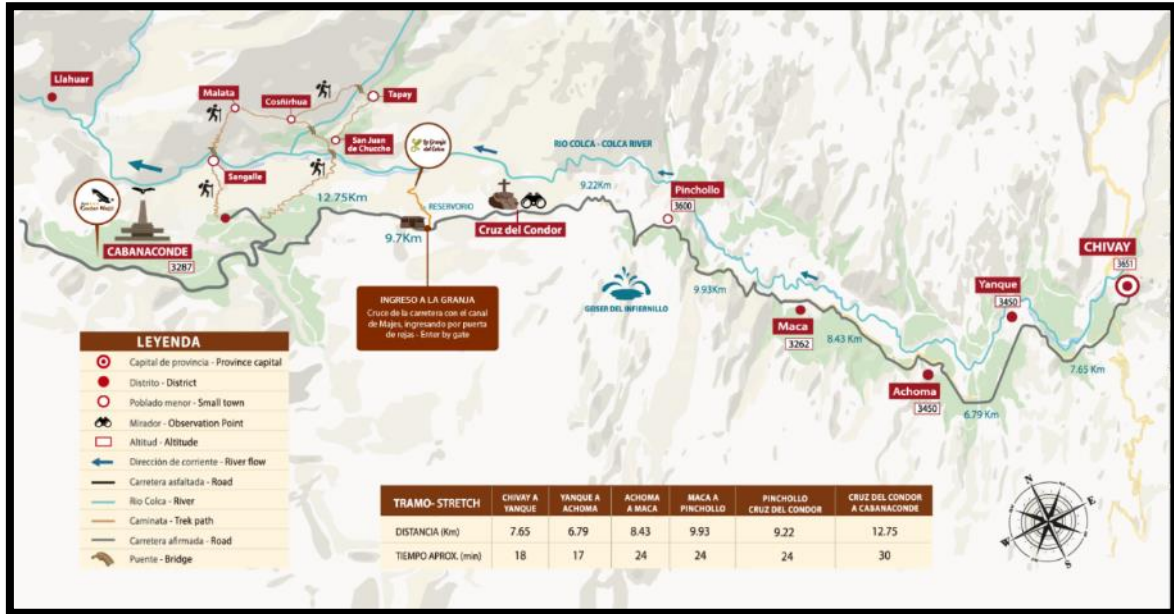 Llahuar
Malata
Cosñirhua
Tapay
San Juan
de Chuccho
Sangalle
La Granja
del Colca
RIO COLCA - COLCA RIVER
9.22Km
Pinchollo
3600
12.75Km
RESERVORIO
9.7Km
Cruz del Condor
CABANACONDE
3287
CHIVAY
3651
Yanque
3450
9.93Km
GEISER DEL INFIERNILLO
Maca
3262
8.43 Km
7.65 Km
Achoma
3450
6.79 Km
INGRESO A LA GRANJA
Cruce de la carretera con el canal
de Majes, ingresando por puerta
de rejas - Enter by gate
LEYENDA
Capital de provincia - Province capital
Distrito - District
Poblado menor - Small town
Mirador - Observation Point
Altitud - Altitude
Dirección de corriente - River flow
Carretera asfaltada - Road
Rio Colca - River
Caminata - Trek path
Carretera afirmada - Road
Puente - Bridge
TRAMO- STRETCH CHIVAY A YANQUE YANQUE A ACHOMA ACHOMA A MACA MACA A PINCHOLLO PINCHOLLO CRUZ DEL CONDOR CRUZ DEL CONDOR A CABANACONDE
DISTANCIA (Km) 7.65 6.79 8.43 9.93 9.22 12.75
TIEMPO APROX. (min) 18 17 24 24 24 30
N
E
S